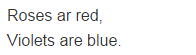 Roses ar red,
Violets are blue.